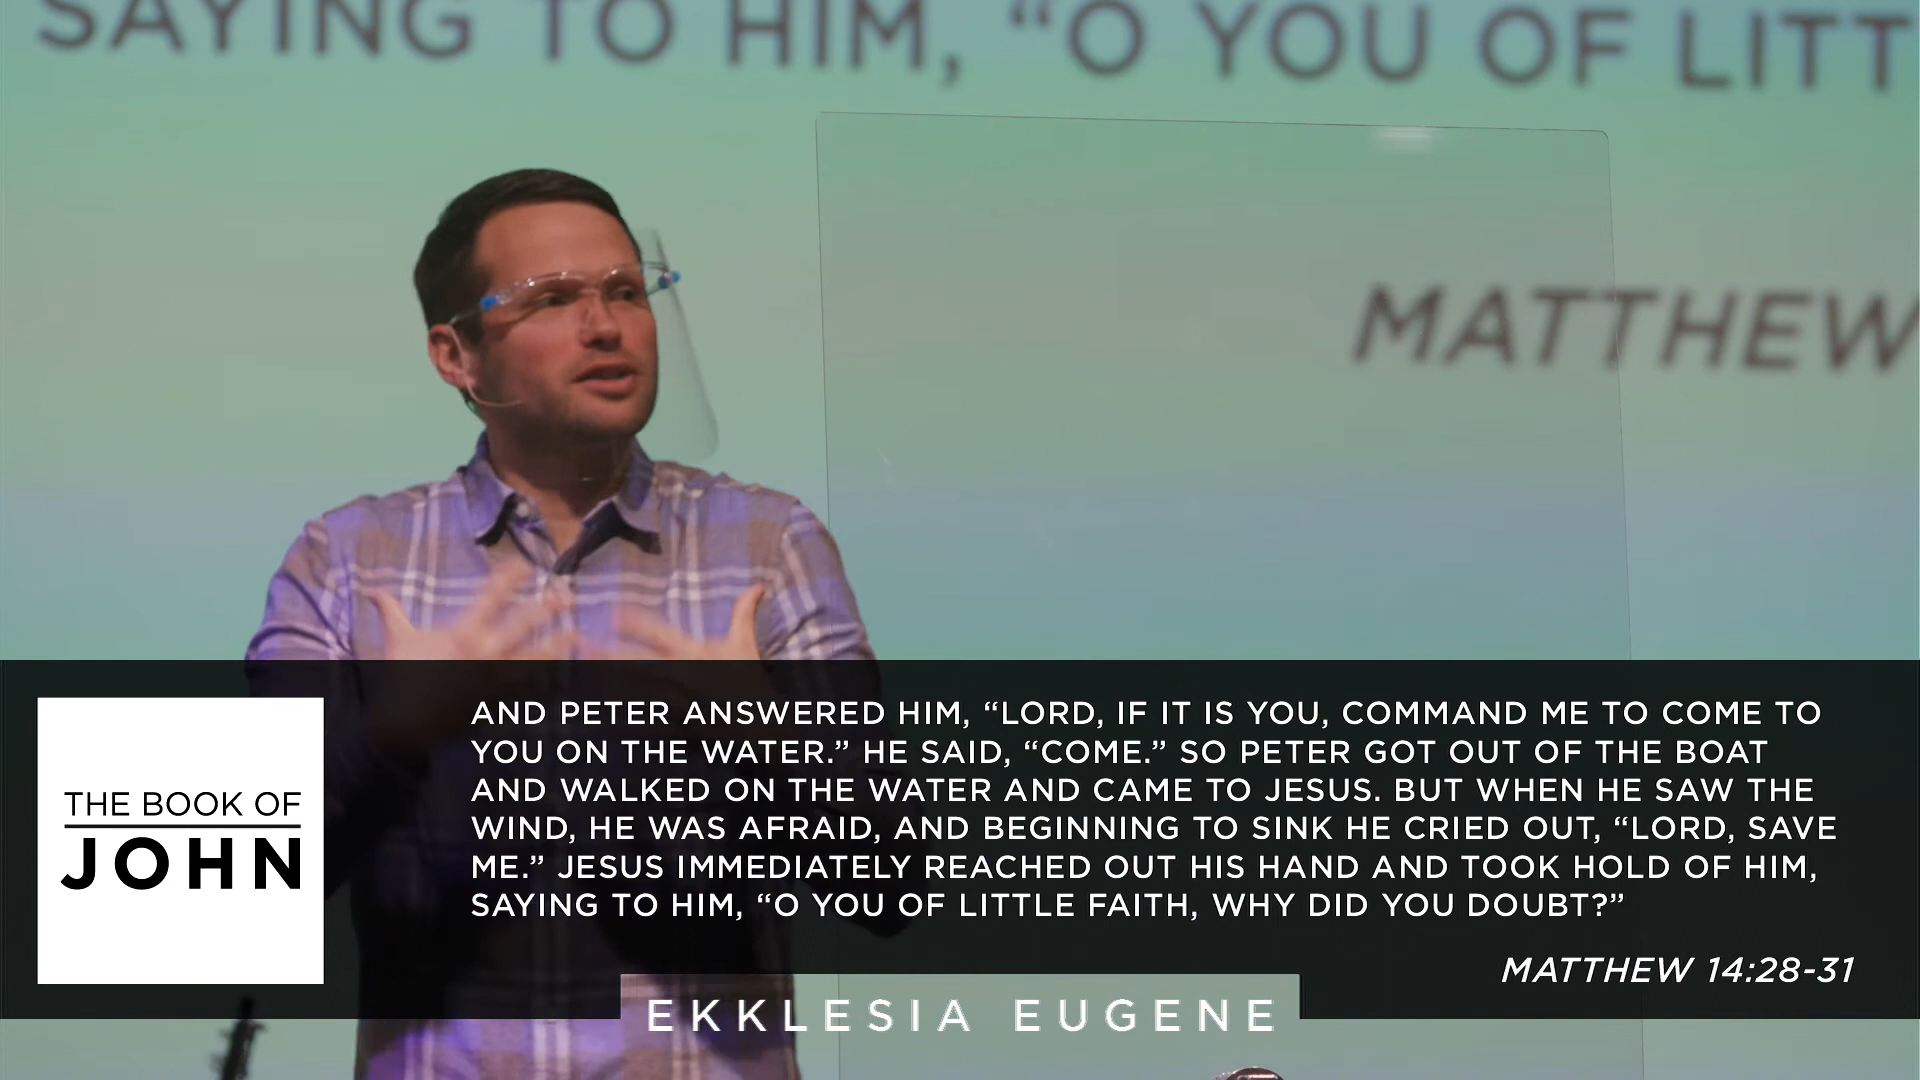 SAYING TO HIM, “O YOU OF LITT
MATTHEW
THE BOOK OF
JOHN
AND PETER ANSWERED HIM, “LORD, IF IT IS YOU, COMMAND ME TO COME TO
YOU ON THE WATER.” HE SAID, “COME.” SO PETER GOT OUT OF THE BOAT
AND WALKED ON THE WATER AND CAME TO JESUS. BUT WHEN HE SAW THE
WIND, HE WAS AFRAID, AND BEGINNING TO SINK HE CRIED OUT, “LORD, SAVE
ME.” JESUS IMMEDIATELY REACHED OUT HIS HAND AND TOOK HOLD OF HIM,
SAYING TO HIM, “O YOU OF LITTLE FAITH, WHY DID YOU DOUBT?”
MATTHEW 14:28-31
EKKLESIA EUGENE